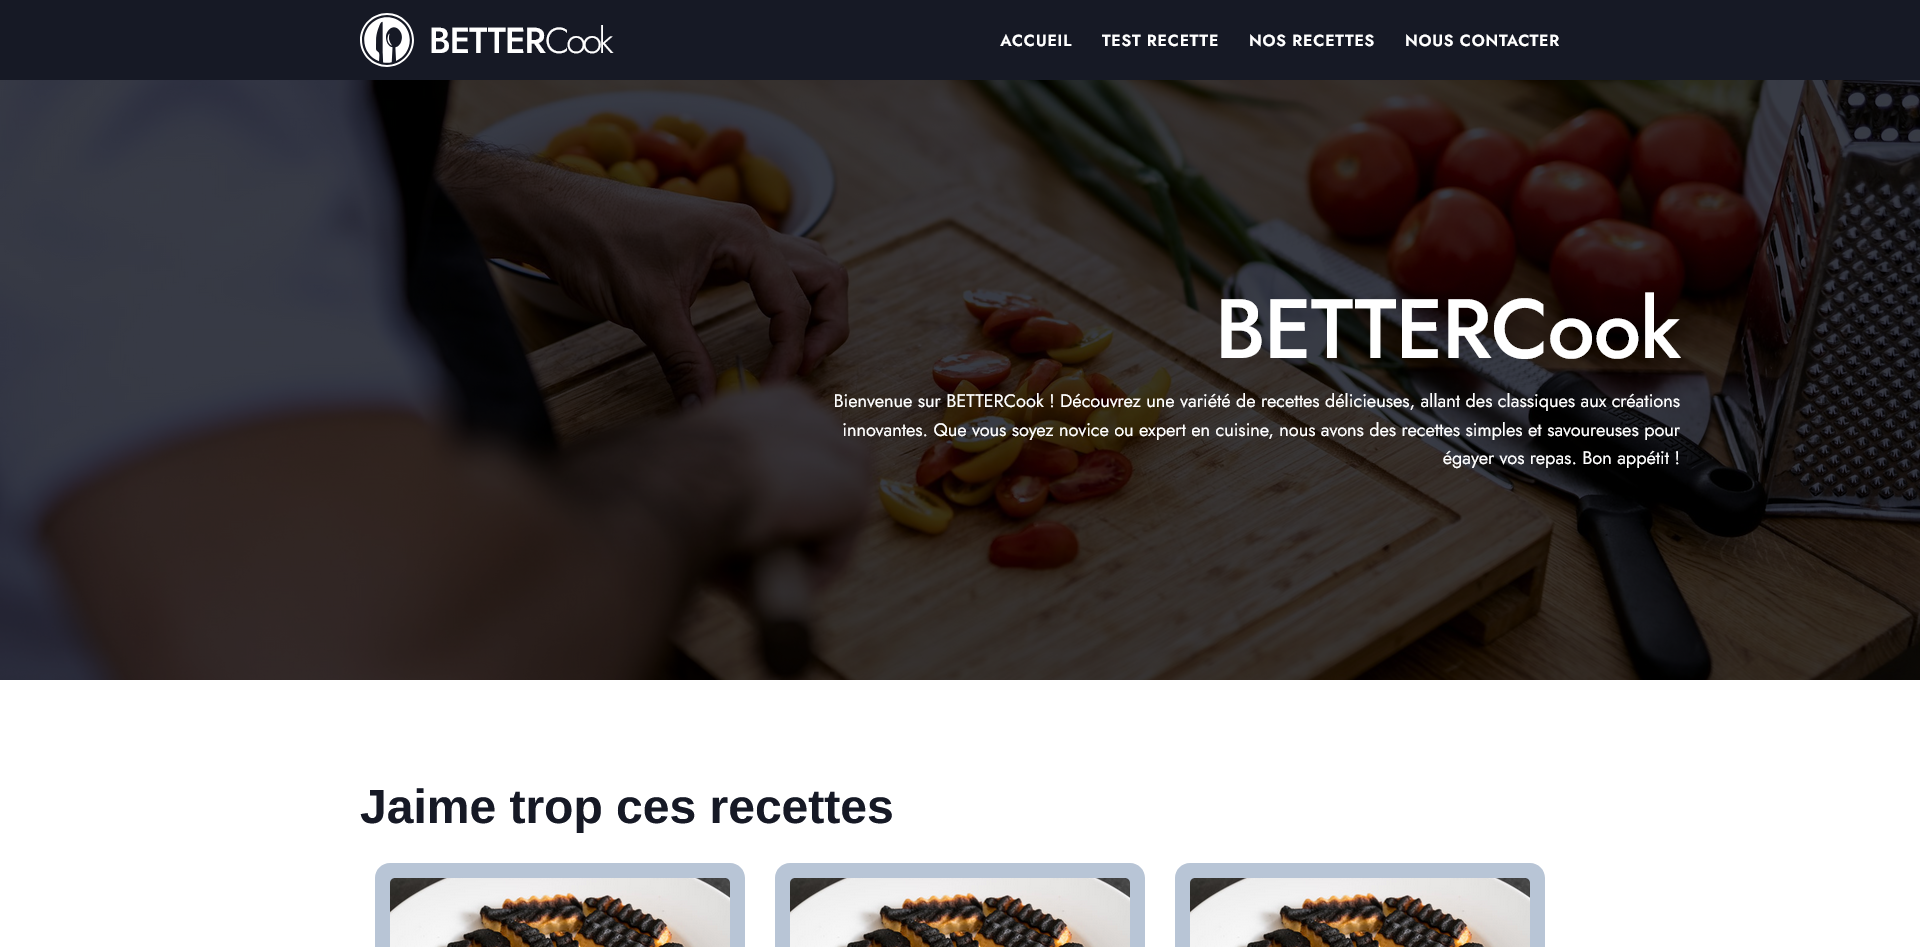 BETTERCook
ACCUEIL
TEST RECETTE
NOS RECETTES
NOUS CONTACTER
BETTERCook
Bienvenue sur BETTERCook ! Découvrez une variété de recettes délicieuses, allant des classiques aux créations
innovantes. Que vous soyez novice ou expert en cuisine, nous avons des recettes simples et savoureuses pour
égayer vos repas. Bon appétit !
Jaime trop ces recettes